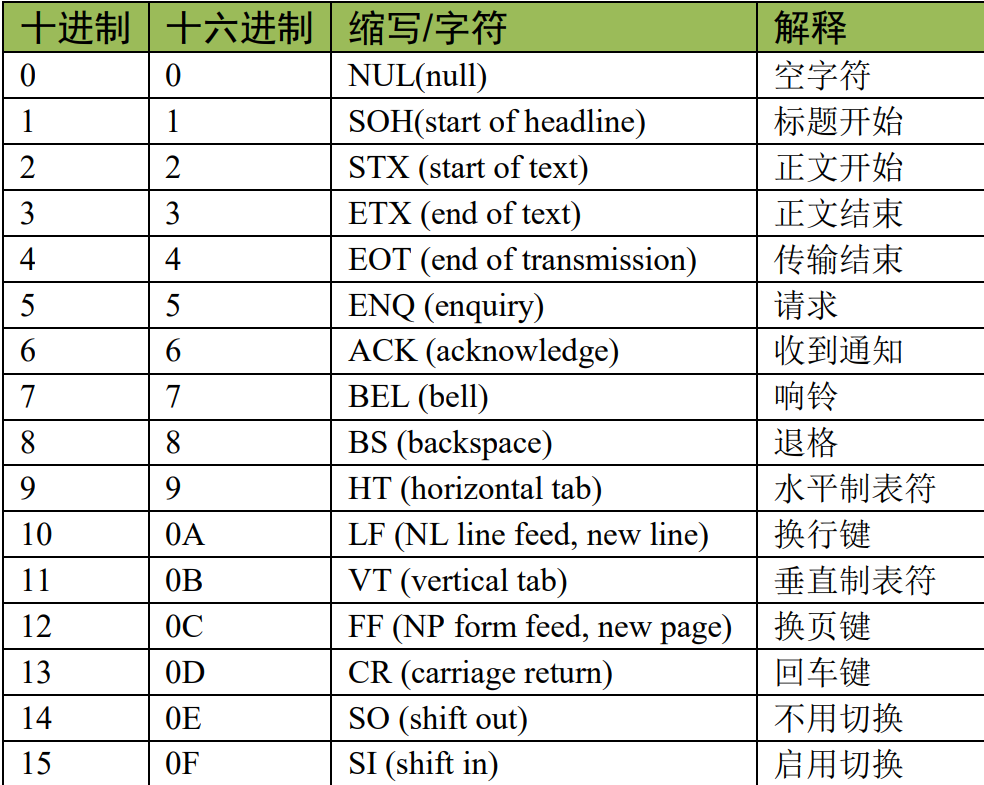 十进制 十六进制 缩写/字符 解释
0 0 NUL(null) 空字符
1 1 SOH(start of headline) 标题开始
2 2 STX (start of text) 正文开始
3 3 ETX (end of text) 正文结束
4 4 EOT (end of transmission) 传输结束
5 5 ENQ (enquiry) 请求
6 6 ACK (acknowledge) 收到通知
7 7 BEL (bell) 响铃
8 8 BS (backspace) 退格
9 9 HT (horizontal tab) 水平制表符
10 0A LF (NL line feed, new line) 换行键
11 0B VT (vertical tab) 垂直制表符
12 0C FF (NP form feed, new page) 换页键
13 0D CR (carriage return) 回车键
14 0E SO (shift out) 不用切换
15 0F SI (shift in) 启用切换